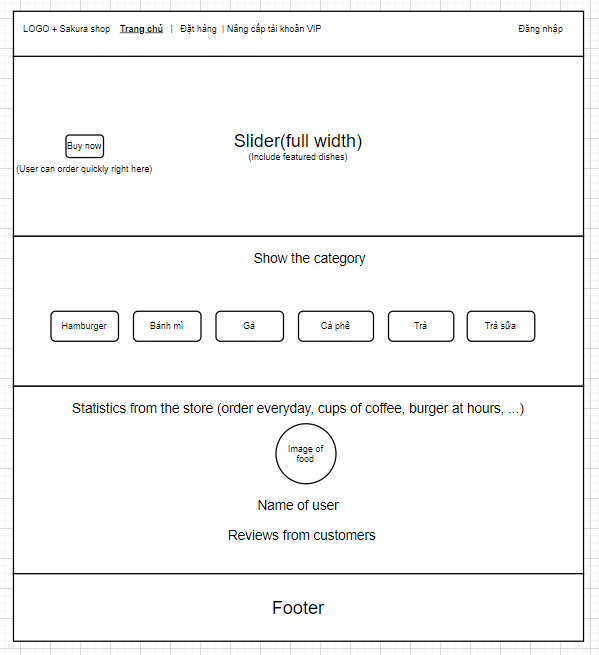 LOGO + Sakura shop Trang chủ | Đặt hàng | Nâng cấp tài khoản VIP Đăng nhập
Slider(full width)
(Include featured dishes)
Buy now
(User can order quickly right here)
Show the category
Hamburger Bánh mì Gà Cà phê Trà Trà sữa
Statistics from the store (order everyday, cups of coffee, burger at hours, ...)
Image of
food
Name of user
Reviews from customers
Footer